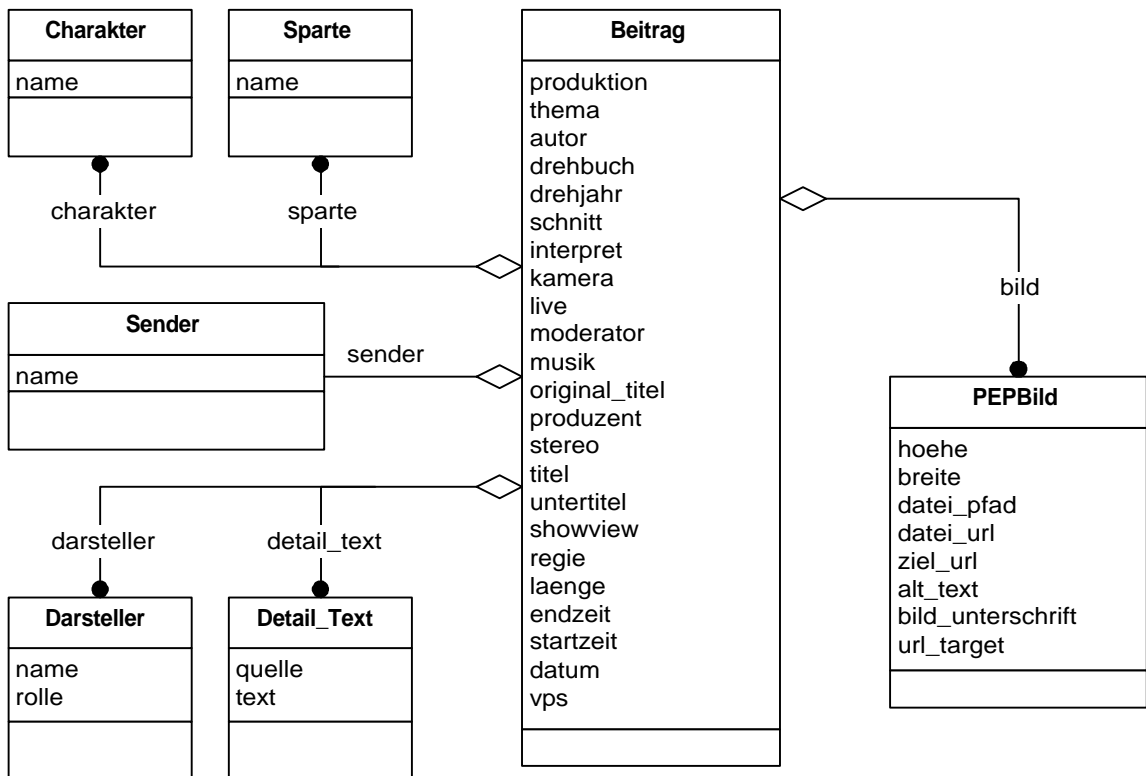 Charakter
name
Sparte
name
charakter
sparte
Sender
name
sender
darsteller
detail_text
Darsteller
name
rolle
Detail_Text
quelle
text
Beitrag
produktion
thema
autor
drehbuch
drehjahr
schnitt
interpret
kamera
live
moderator
musik
original_titel
produzent
stereo
titel
untertitel
showview
regie
laenge
endzeit
startzeit
datum
vps
bild
PEPBild
hoehe
breite
datei_pfad
datei_url
ziel_url
alt_text
bild_unterschrift
url_target